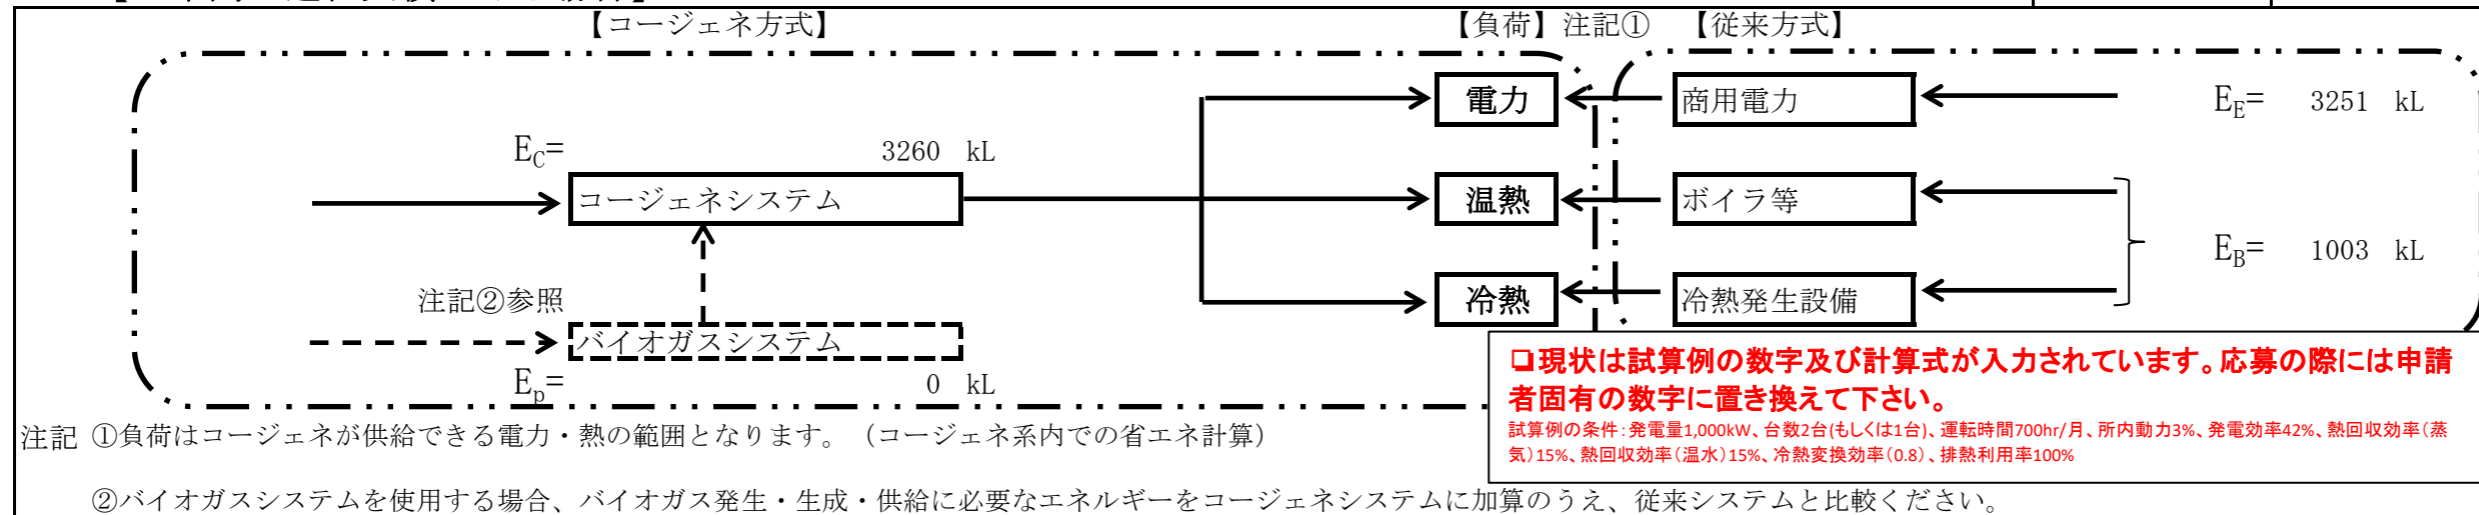 【コージェネ方式】
【負荷】注記① 【従来方式】
電力
商用電力
E_E= 3251 kL
E_C= 3260 kL
コージェネシステム
温熱
ボイラ等
E_B= 1003 kL
注記②参照
冷熱
冷熱発生設備
バイオガスシステム
E_p= 0 kL
□現状は試算例の数字及び計算式が入力されています。応募の際には申請
者固有の数字に置き換えて下さい。
試算例の条件:発電量1,000kW、台数2台(もしくは1台)、運転時間700hr/月、所内動力3%、発電効率42%、熱回収効率(蒸
気)15%、熱回収効率(温水)15%、冷熱変換効率(0.8)、排熱利用率100%
注記 ①負荷はコージェネが供給できる電力・熱の範囲となります。（コージェネ系内での省エネ計算）
②バイオガスシステムを使用する場合、バイオガス発生・生成・供給に必要なエネルギーをコージェネシステムに加算のうえ、従来システムと比較ください。